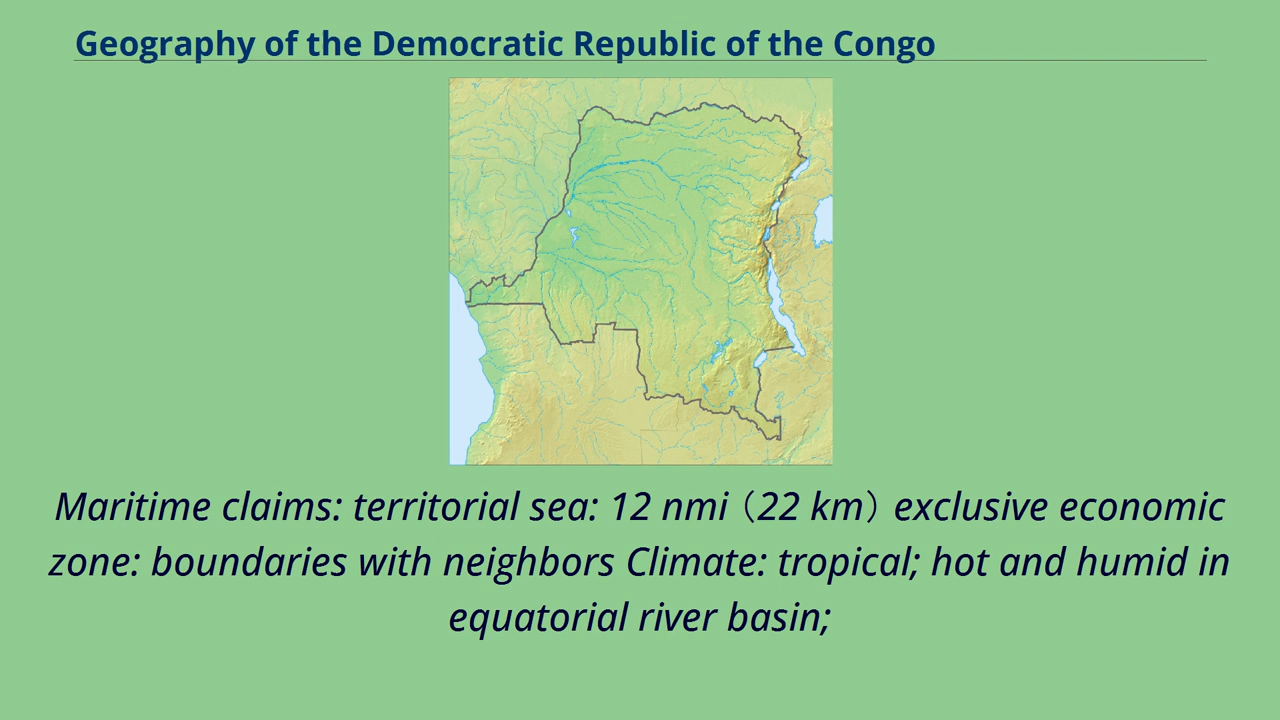 Geography of the Democratic Republic of the Congo
Maritime claims: territorial sea: 12 nmi（22 km）exclusive economic
zone: boundaries with neighbors Climate: tropical; hot and humid in
equatorial river basin;